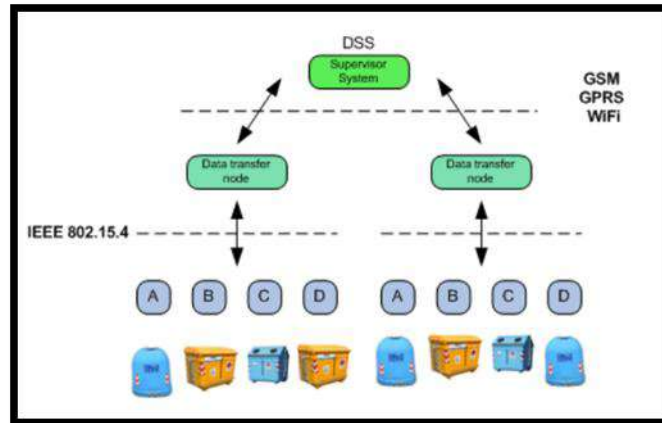 DSS
Supervisor
System
GSM
GPRS
WiFi
Data transfer
node
Data transfer
node
IEEE 802.15.4
A B C D A B C D